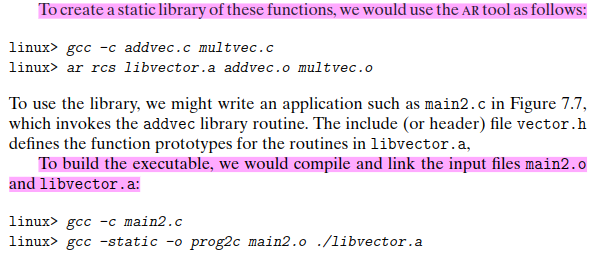 To create a static library of these functions, we would use the AR tool as follows:
linux> gcc -c addvec.c multvec.c
linux> ar rcs libvector.a addvec.o multvec.o
To use the library, we might write an application such as main2.c in Figure 7.7,
which invokes the addvec library routine. The include (or header) file vector.h
defines the function prototypes for the routines in libvector.a,
To build the executable, we would compile and link the input files main2.o
and libvector.a:
linux> gcc -c main2.c
linux> gcc -static -o prog2c main2.o ./libvector.a